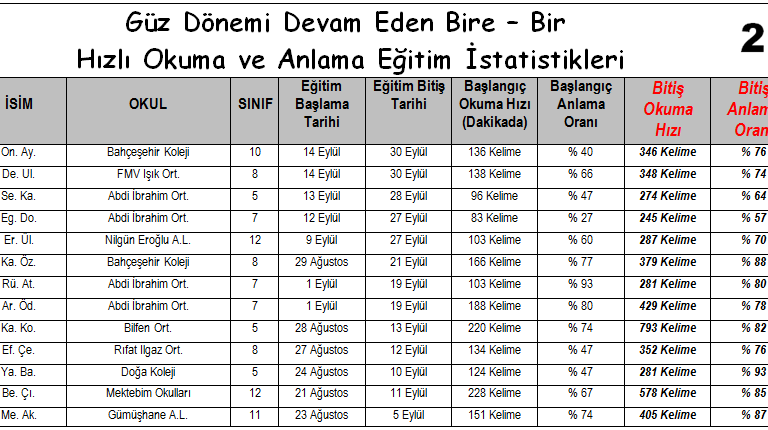 Güz Dönemi Devam Eden Bire – Bir
Hızlı Okuma ve Anlama Eğitim İstatistikleri
2
İSİM OKUL SINIF Eğitim Başlama Tarihi Eğitim Bitiş Tarihi Başlangıç Okuma Hızı (Dakikada) Başlangıç Anlama Oranı Bitiş Okuma Hızı Bitiş Anlam Oran
On. Ay. Bahçeşehir Koleji 10 14 Eylül 30 Eylül 136 Kelime % 40 346 Kelime % 76
De. Ul. FMV Işık Ort. 8 14 Eylül 30 Eylül 138 Kelime % 66 348 Kelime % 74
Se. Ka. Abdi İbrahim Ort. 5 13 Eylül 28 Eylül 96 Kelime % 47 274 Kelime % 64
Eg. Do. Abdi İbrahim Ort. 7 12 Eylül 27 Eylül 83 Kelime % 27 245 Kelime % 57
Er. Ül. Nilgün Eroğlu A.L. 12 9 Eylül 27 Eylül 103 Kelime % 60 287 Kelime % 70
Ka. Öz. Bahçeşehir Koleji 8 29 Ağustos 21 Eylül 166 Kelime % 77 379 Kelime % 88
Rü. At. Abdi İbrahim Ort. 7 1 Eylül 19 Eylül 103 Kelime % 93 281 Kelime % 80
Ar. Öd. Abdi İbrahim Ort. 7 1 Eylül 19 Eylül 188 Kelime % 80 429 Kelime % 78
Ka. Ko. Bilfen Ort. 5 28 Ağustos 13 Eylül 220 Kelime % 74 793 Kelime % 82
Ef. Çe. Rıfat Ilgaz Ort. 8 27 Ağustos 12 Eylül 134 Kelime % 47 352 Kelime % 76
Ya. Ba. Doğa Koleji 5 24 Ağustos 10 Eylül 124 Kelime % 47 281 Kelime % 93
Be. Çı. Mektebim Okulları 12 21 Ağustos 11 Eylül 228 Kelime % 67 578 Kelime % 85
Me. Ak. Gümüşhane A.L. 11 23 Ağustos 5 Eylül 151 Kelime % 74 405 Kelime % 87